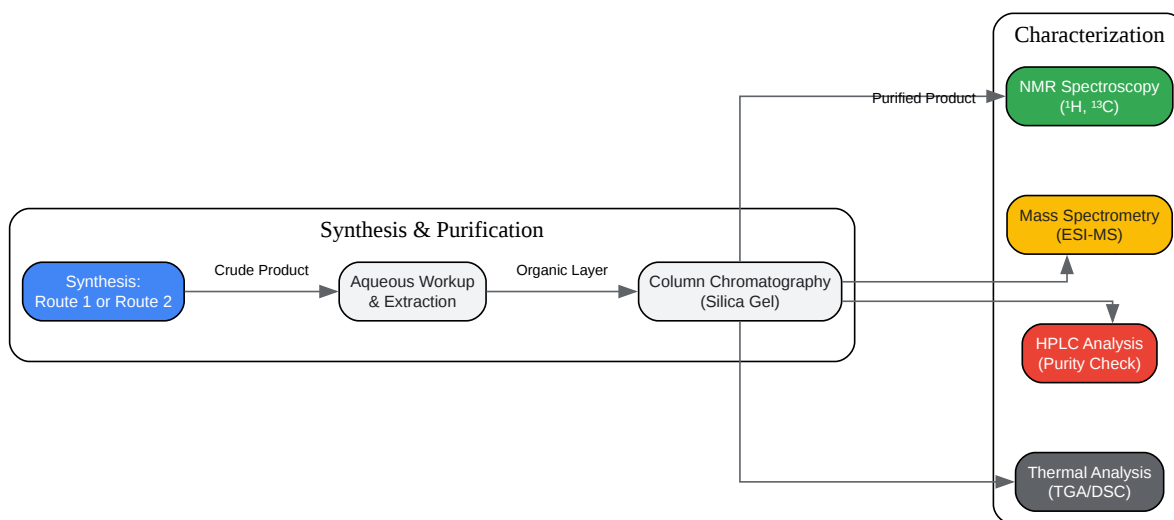 Characterization
NMR Spectroscopy
(¹H, ¹³C)
Purified Product
Mass Spectrometry
(ESI-MS)
Synthesis & Purification
Synthesis:
Route 1 or Route 2
Crude Product
Aqueous Workup
& Extraction
Organic Layer
Column Chromatography
(Silica Gel)
HPLC Analysis
(Purity Check)
Thermal Analysis
(TGA/DSC)